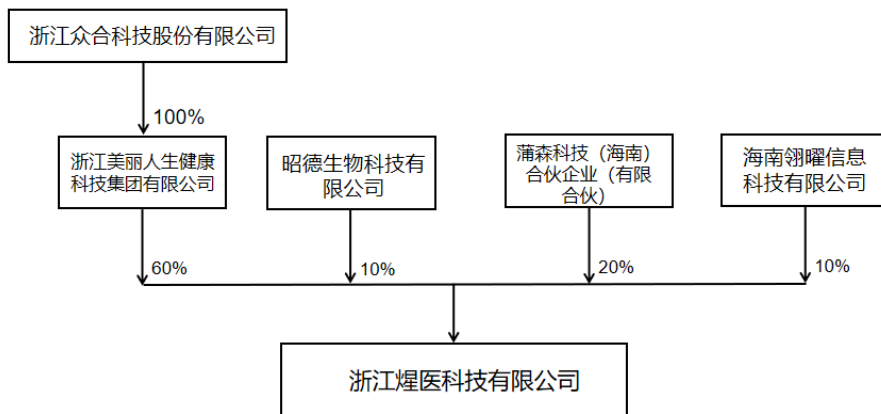 浙江众合科技股份有限公司
100%
浙江美丽人生健康
科技集团有限公司
昭德生物科技有
限公司
蒲森科技（海南）
合伙企业（有限
合伙）
海南翎曜信息
科技有限公司
60%
10%
20%
10%
浙江煋医科技有限公司